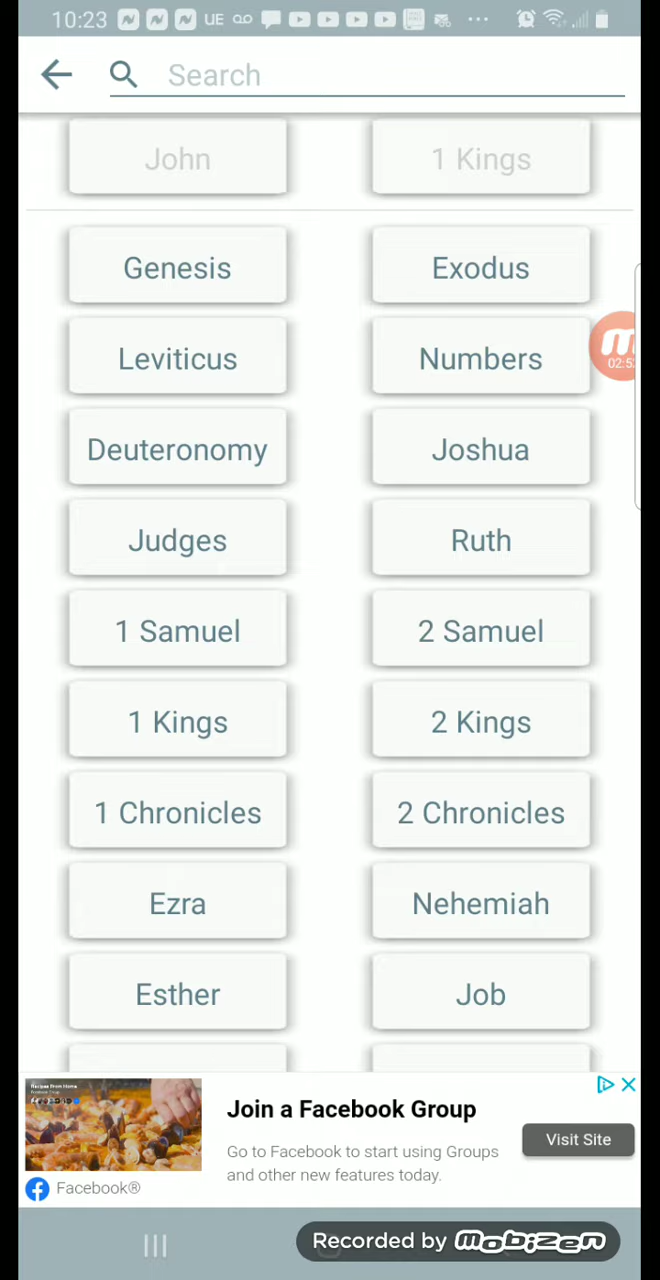 10:23 UE
Search
John 1 Kings
Genesis Exodus
Leviticus Numbers
Deuteronomy Joshua
Judges Ruth
1 Samuel 2 Samuel
1 Kings 2 Kings
1 Chronicles 2 Chronicles
Ezra Nehemiah
Esther Job
Join a Facebook Group
Go to Facebook to start using Groups
and other new features today.
Visit Site
Facebook®
Recorded by mobizen